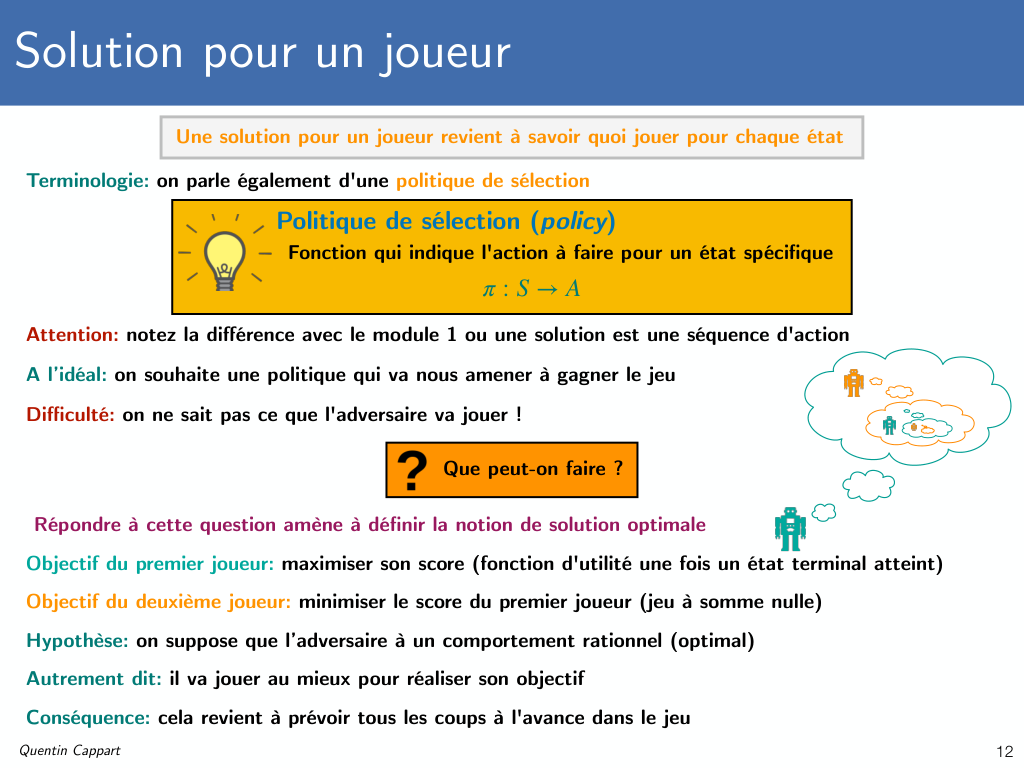 Solution pour un joueur
Une solution pour un joueur revient à savoir quoi jouer pour chaque état
Terminologie: on parle également d'une politique de sélection
Politique de sélection (policy)
Fonction qui indique l'action à faire pour un état spécifique
π : S → A
Attention: notez la différence avec le module 1 ou une solution est une séquence d'action
A l'idéal: on souhaite une politique qui va nous amener à gagner le jeu
Difficulté: on ne sait pas ce que l'adversaire va jouer !
? Que peut-on faire ?
Répondre à cette question amène à définir la notion de solution optimale
Objectif du premier joueur: maximiser son score (fonction d'utilité une fois un état terminal atteint)
Objectif du deuxième joueur: minimiser le score du premier joueur (jeu à somme nulle)
Hypothèse: on suppose que l'adversaire à un comportement rationnel (optimal)
Autrement dit: il va jouer au mieux pour réaliser son objectif
Conséquence: cela revient à prévoir tous les coups à l'avance dans le jeu
Quentin Cappart
12